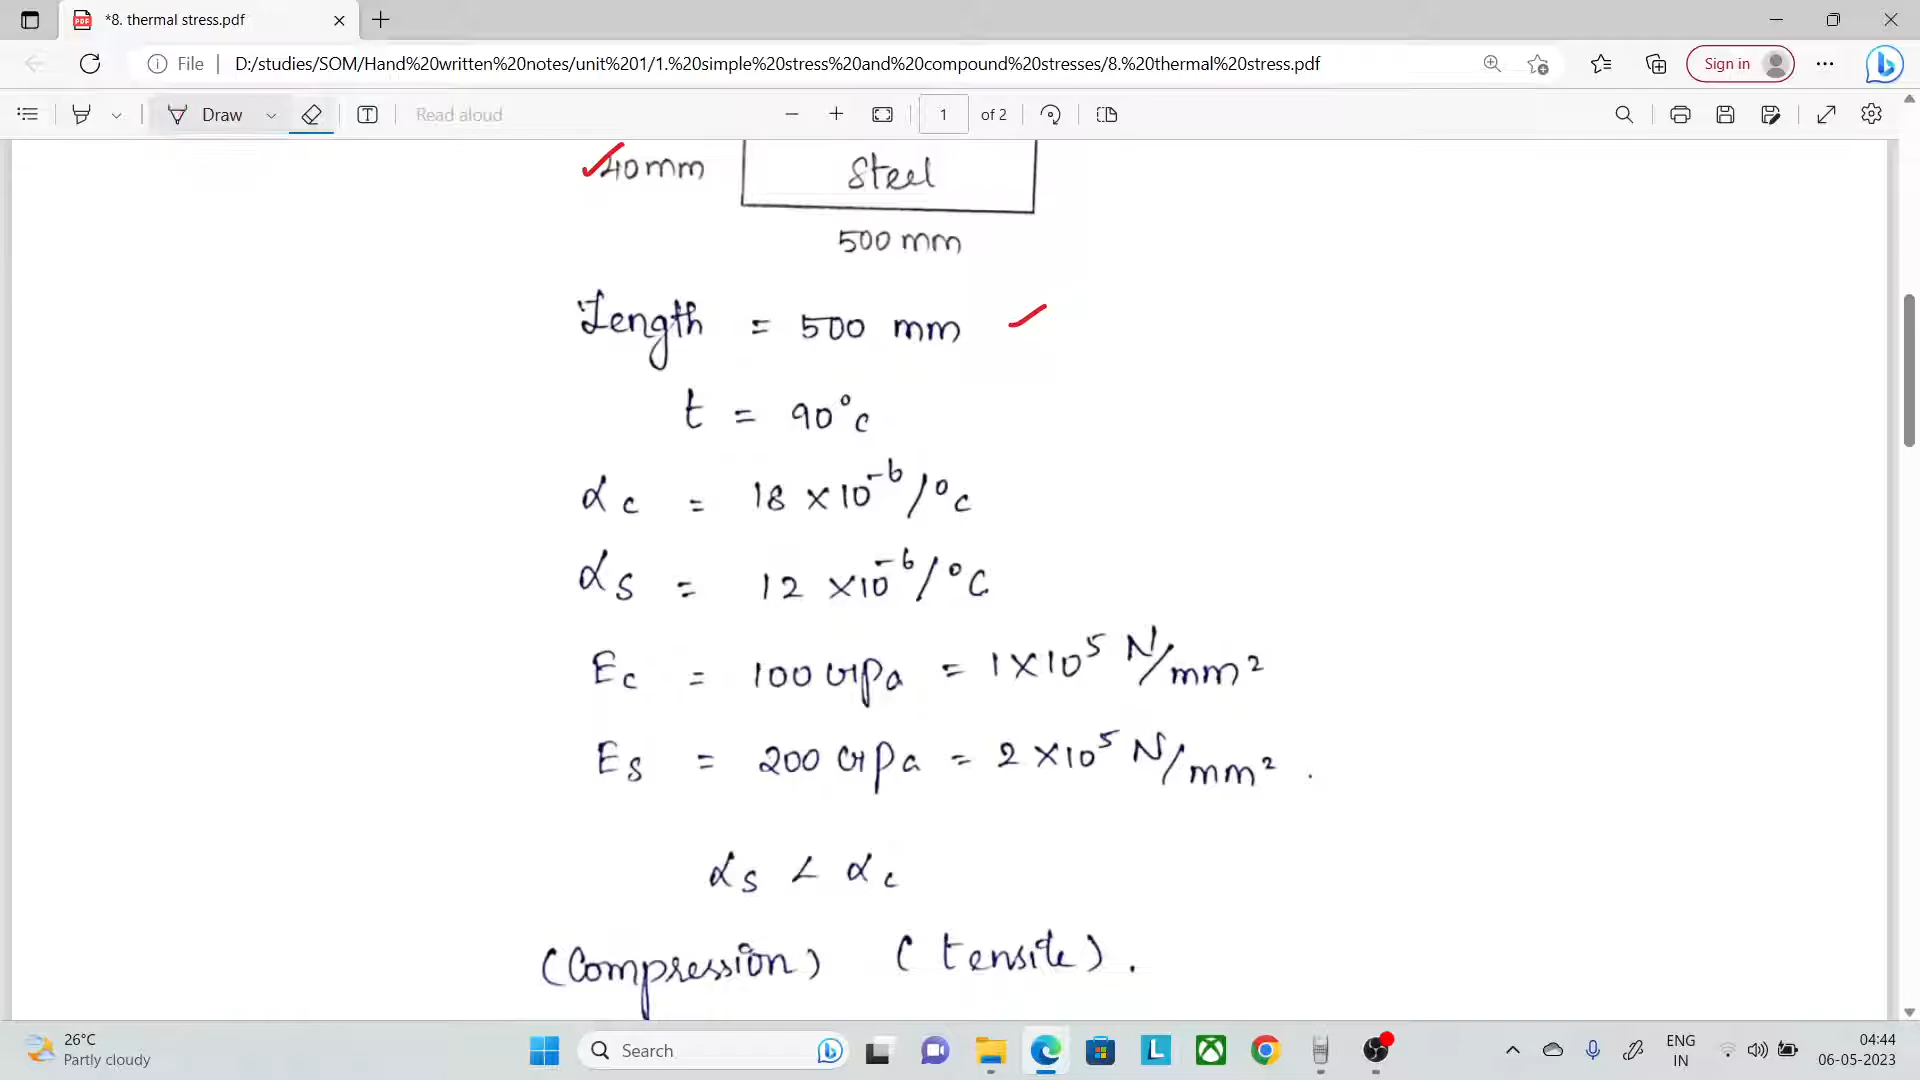 *8. thermal stress.pdf
File
D:/studies/SOM/Hand%20written%20notes/unit%201/1.%20simple%20stress%20and%20compound%20stresses/8.%20thermal%20stress.pdf
Sign in
Draw
Read aloud
1 of 2
40mm Steel
500 mm
Length = 500 mm
t = 90°c
αc = 18 ×10⁻⁶/°c
αs = 12 ×10⁻⁶/°C
Ec = 100 GPa = 1×10⁵ N/mm²
Es = 200 GPa = 2×10⁵ N/mm² .
αs < αc
(Compression) (tensile).
26°C
Partly cloudy
Search
ENG
IN
04:44
06-05-2023